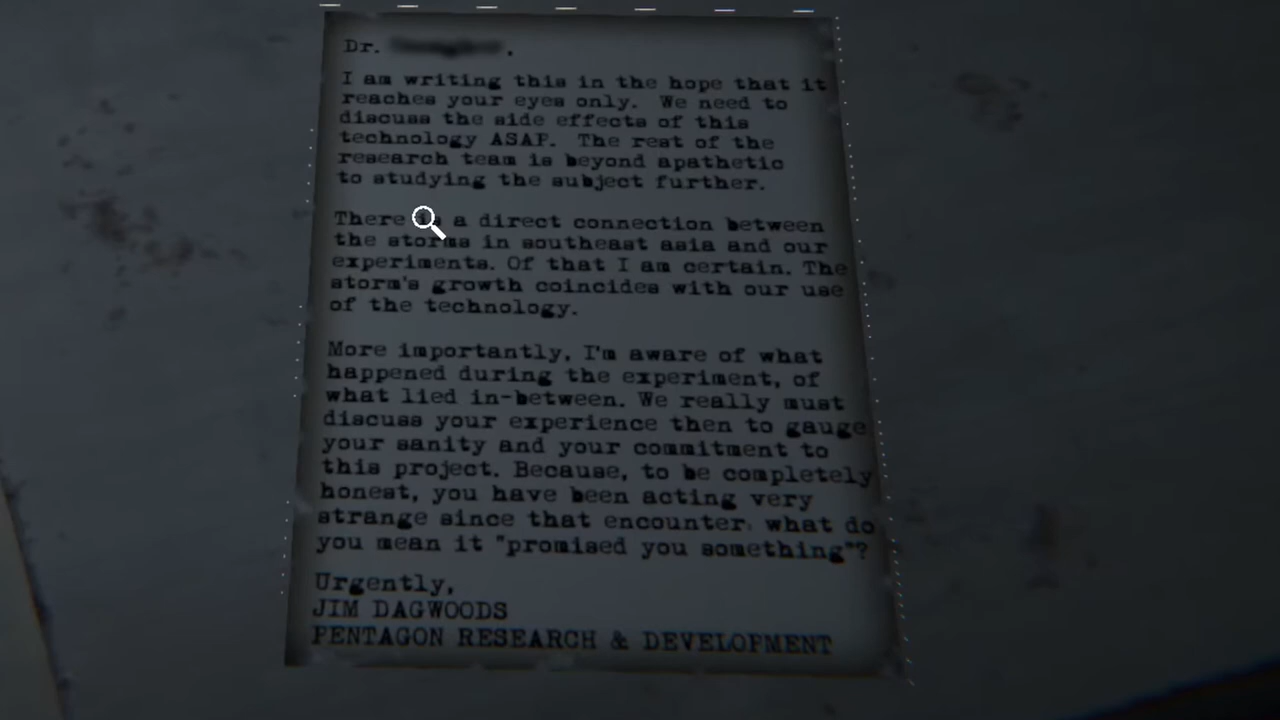 Dr. ,
I am writing this in the hope that it
reaches your eyes only. We need to
discuss the side effects of this
technology ASAP. The rest of the
research team is beyond apathetic
to studying the subject further.
There is a direct connection between
the storms in southeast asia and our
experiments. Of that I am certain. The
storm's growth coincides with our use
of the technology.
More importantly, I'm aware of what
happened during the experiment, of
what lied in-between. We really must
discuss your experience then to gauge
your sanity and your commitment to
this project. Because, to be completely
honest, you have been acting very
strange since that encounter, what do
you mean it "promised you something"?
Urgently,
JIM DAGWOODS
PENTAGON RESEARCH & DEVELOPMENT